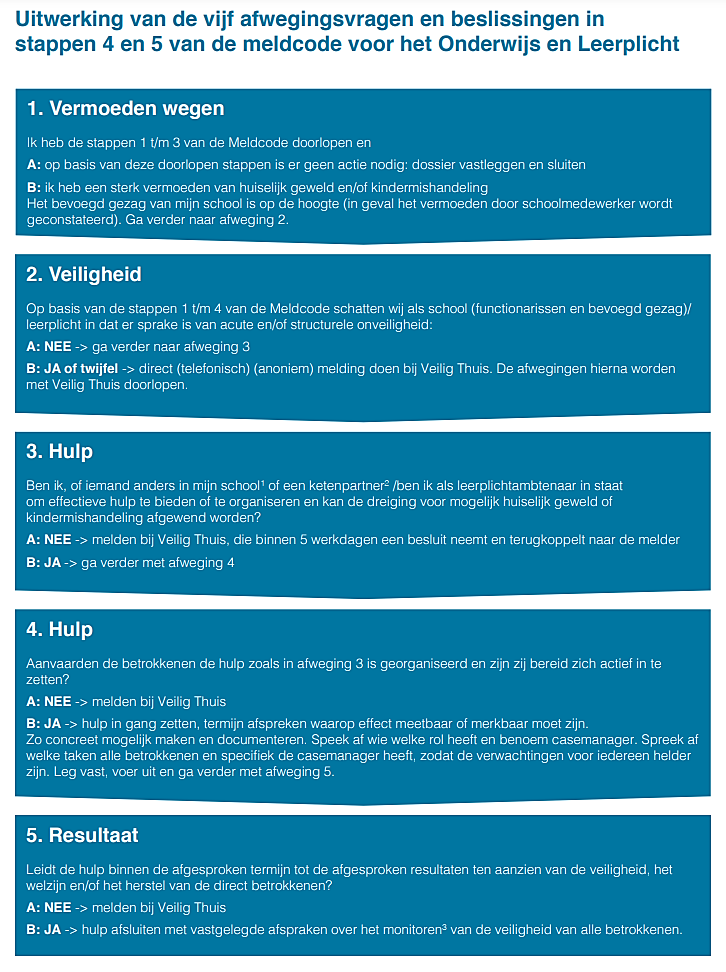 Uitwerking van de vijf afwegingsvragen en beslissingen in
stappen 4 en 5 van de meldcode voor het Onderwijs en Leerplicht
1. Vermoeden wegen
Ik heb de stappen 1 t/m 3 van de Meldcode doorlopen en
A: op basis van deze doorlopen stappen is er geen actie nodig: dossier vastleggen en sluiten
B: ik heb een sterk vermoeden van huiselijk geweld en/of kindermishandeling
Het bevoegd gezag van mijn school is op de hoogte (in geval het vermoeden door schoolmedewerker wordt
geconstateerd). Ga verder naar afweging 2.
2. Veiligheid
Op basis van de stappen 1 t/m 4 van de Meldcode schatten wij als school (functionarissen en bevoegd gezag)/
leerplicht in dat er sprake is van acute en/of structurele onveiligheid:
A: NEE -> ga verder naar afweging 3
B: JA of twijfel -> direct (telefonisch) (anoniem) melding doen bij Veilig Thuis. De afwegingen hierna worden
met Veilig Thuis doorlopen.
3. Hulp
Ben ik, of iemand anders in mijn school¹ of een ketenpartner² /ben ik als leerplichtambtenaar in staat
om effectieve hulp te bieden of te organiseren en kan de dreiging voor mogelijk huiselijk geweld of
kindermishandeling afgewend worden?
A: NEE -> melden bij Veilig Thuis, die binnen 5 werkdagen een besluit neemt en terugkoppelt naar de melder
B: JA -> ga verder met afweging 4
4. Hulp
Aanvaarden de betrokkenen de hulp zoals in afweging 3 is georganiseerd en zijn zij bereid zich actief in te
zetten?
A: NEE -> melden bij Veilig Thuis
B: JA -> hulp in gang zetten, termijn afspreken waarop effect meetbaar of merkbaar moet zijn.
Zo concreet mogelijk maken en documenteren. Speek af wie welke rol heeft en benoem casemanager. Spreek af
welke taken alle betrokkenen en specifiek de casemanager heeft, zodat de verwachtingen voor iedereen helder
zijn. Leg vast, voer uit en ga verder met afweging 5.
5. Resultaat
Leidt de hulp binnen de afgesproken termijn tot de afgesproken resultaten ten aanzien van de veiligheid, het
welzijn en/of het herstel van de direct betrokkenen?
A: NEE -> melden bij Veilig Thuis
B: JA -> hulp afsluiten met vastgelegde afspraken over het monitoren³ van de veiligheid van alle betrokkenen.